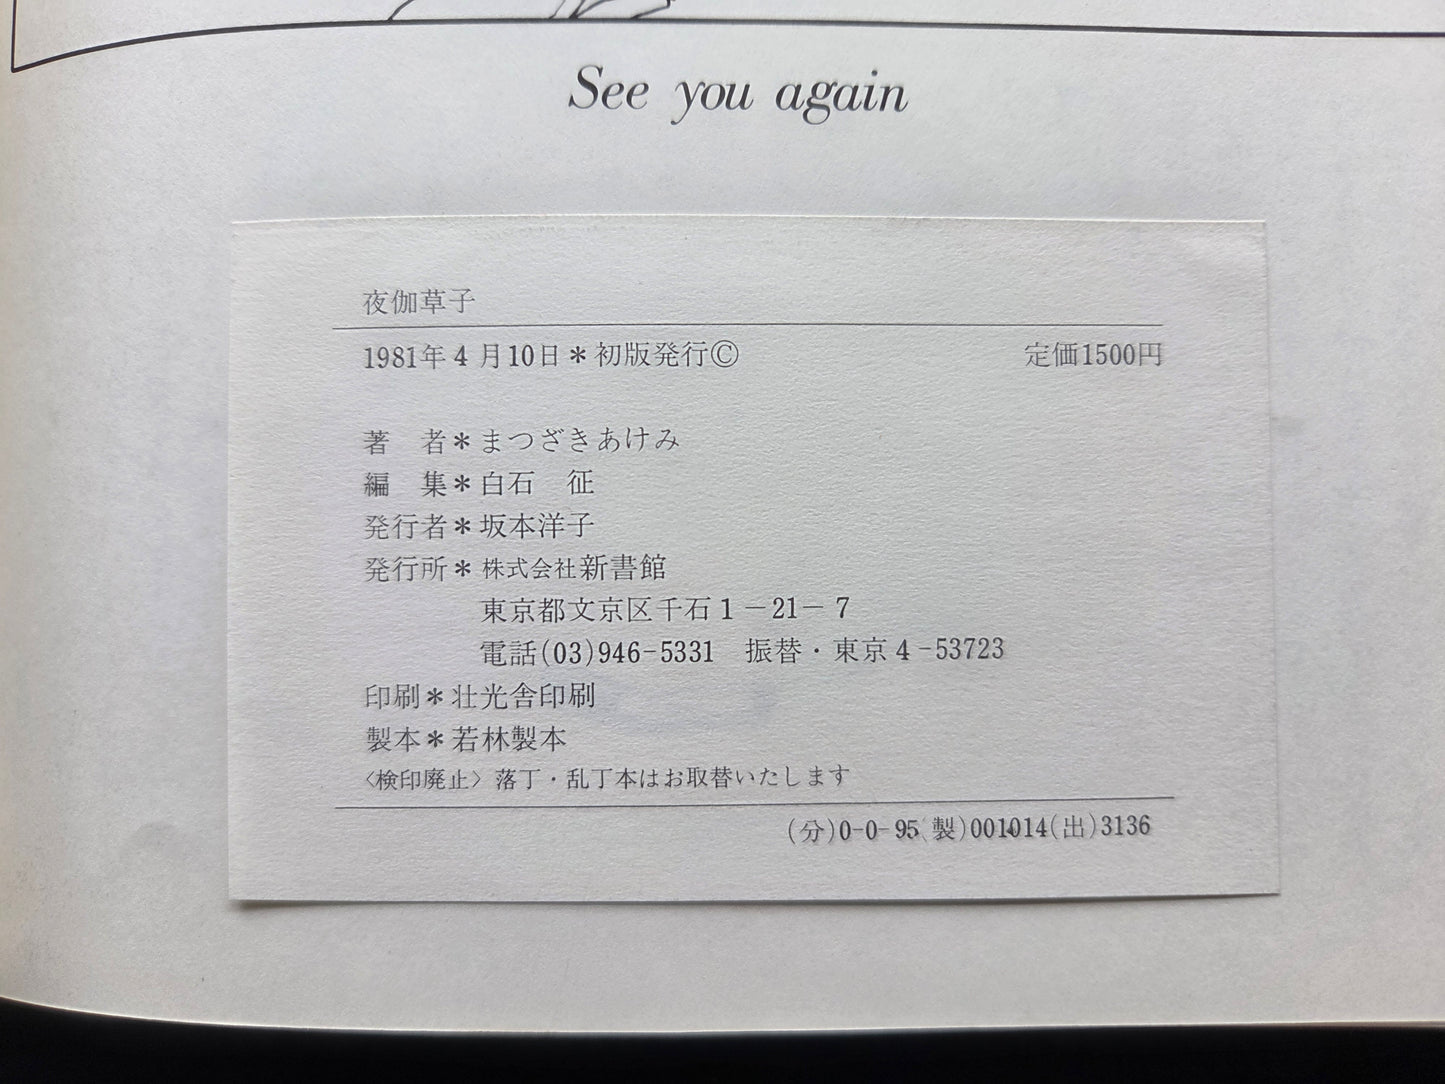 See you again
夜伽草子
1981年4月10日＊初版発行Ⓒ 定価1500円
著　者＊まつざきあけみ
編　集＊白石　征
発行者＊坂本洋子
発行所＊株式会社新書館
東京都文京区千石1－21－7
電話(03)946-5331　振替・東京4-53723
印刷＊壮光舎印刷
製本＊若林製本
〈検印廃止〉落丁・乱丁本はお取替いたします
(分)0-0-95(製)001014(出)3136